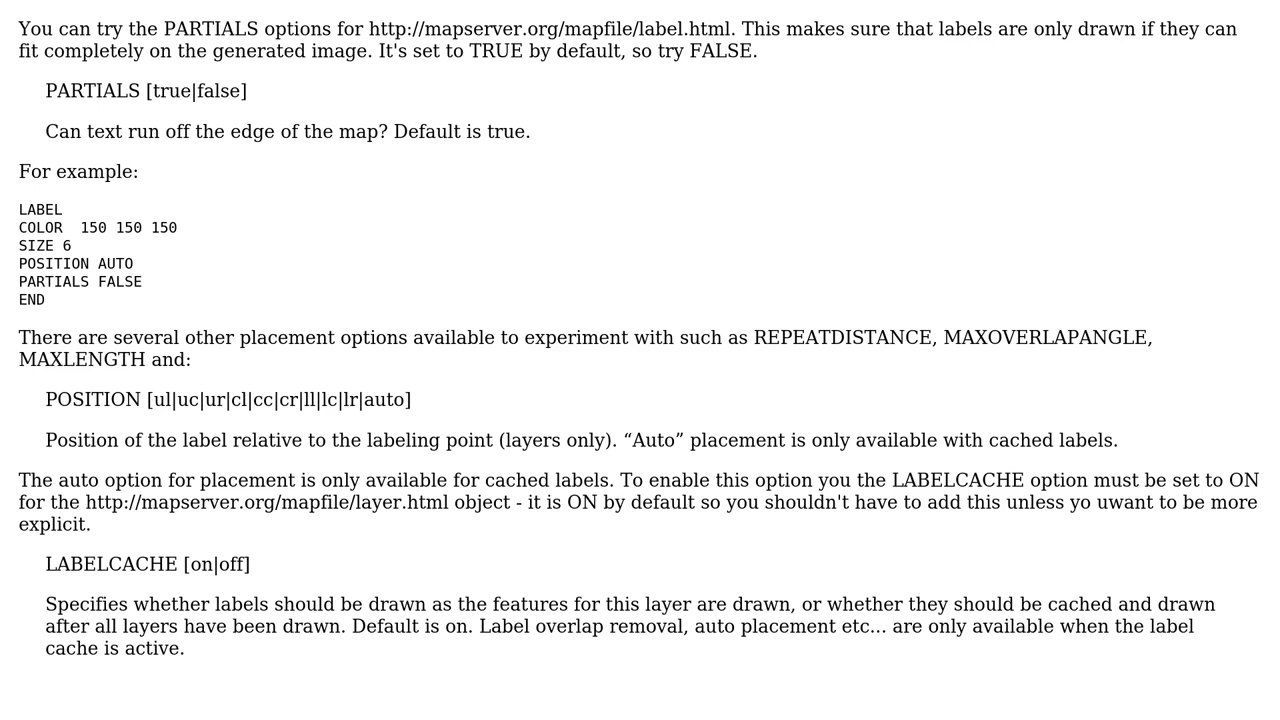 You can try the PARTIALS options for http://mapserver.org/mapfile/label.html. This makes sure that labels are only drawn if they can
fit completely on the generated image. It's set to TRUE by default, so try FALSE.
PARTIALS [true|false]
Can text run off the edge of the map? Default is true.
For example:
LABEL
COLOR  150 150 150
SIZE 6
POSITION AUTO
PARTIALS FALSE
END
There are several other placement options available to experiment with such as REPEATDISTANCE, MAXOVERLAPANGLE,
MAXLENGTH and:
POSITION [ul|uc|ur|cl|cc|cr|ll|lc|lr|auto]
Position of the label relative to the labeling point (layers only). “Auto” placement is only available with cached labels.
The auto option for placement is only available for cached labels. To enable this option you the LABELCACHE option must be set to ON
for the http://mapserver.org/mapfile/layer.html object - it is ON by default so you shouldn't have to add this unless yo uwant to be more
explicit.
LABELCACHE [on|off]
Specifies whether labels should be drawn as the features for this layer are drawn, or whether they should be cached and drawn
after all layers have been drawn. Default is on. Label overlap removal, auto placement etc... are only available when the label
cache is active.